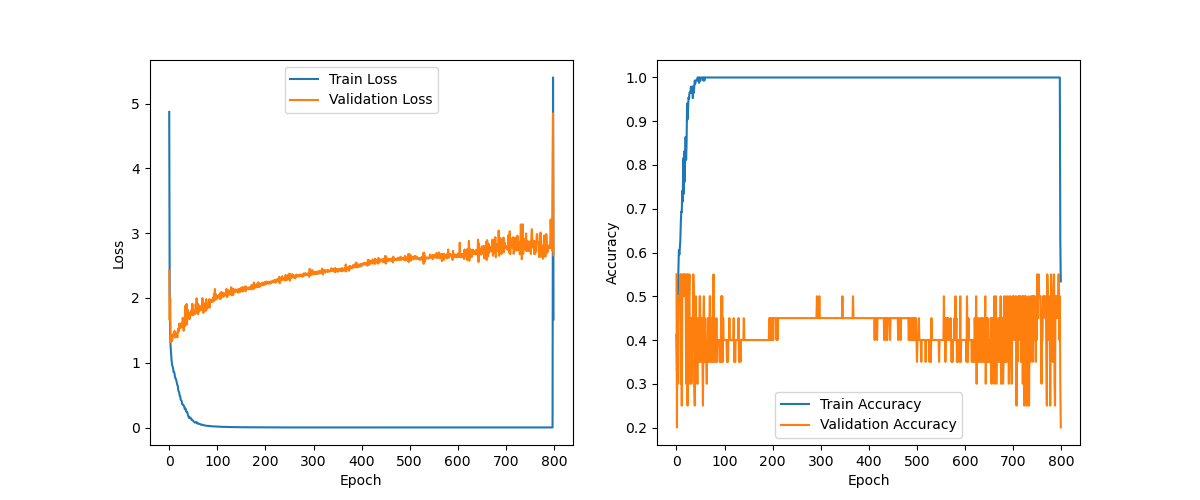 Train Loss
Validation Loss
5
4
3
2
1
0
Loss
0 100 200 300 400 500 600 700 800
Epoch
1.0
0.9
0.8
0.7
0.6
0.5
0.4
0.3
0.2
Accuracy
Train Accuracy
Validation Accuracy
0 100 200 300 400 500 600 700 800
Epoch